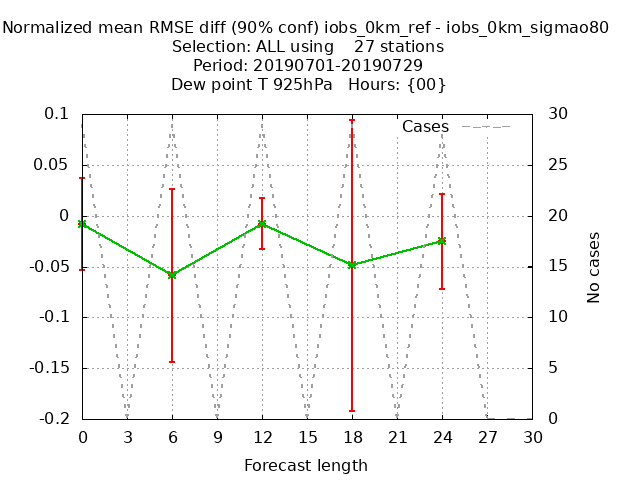 Normalized mean RMSE diff (90% conf) iobs_0km_ref - iobs_0km_sigmao80
Selection: ALL using    27 stations
Period: 20190701-20190729
Dew point T 925hPa   Hours: {00}
Cases
0.1
0.05
0
-0.05
-0.1
-0.15
-0.2
30
25
20
15
10
5
0
No cases
0 3 6 9 12 15 18 21 24 27 30
Forecast length